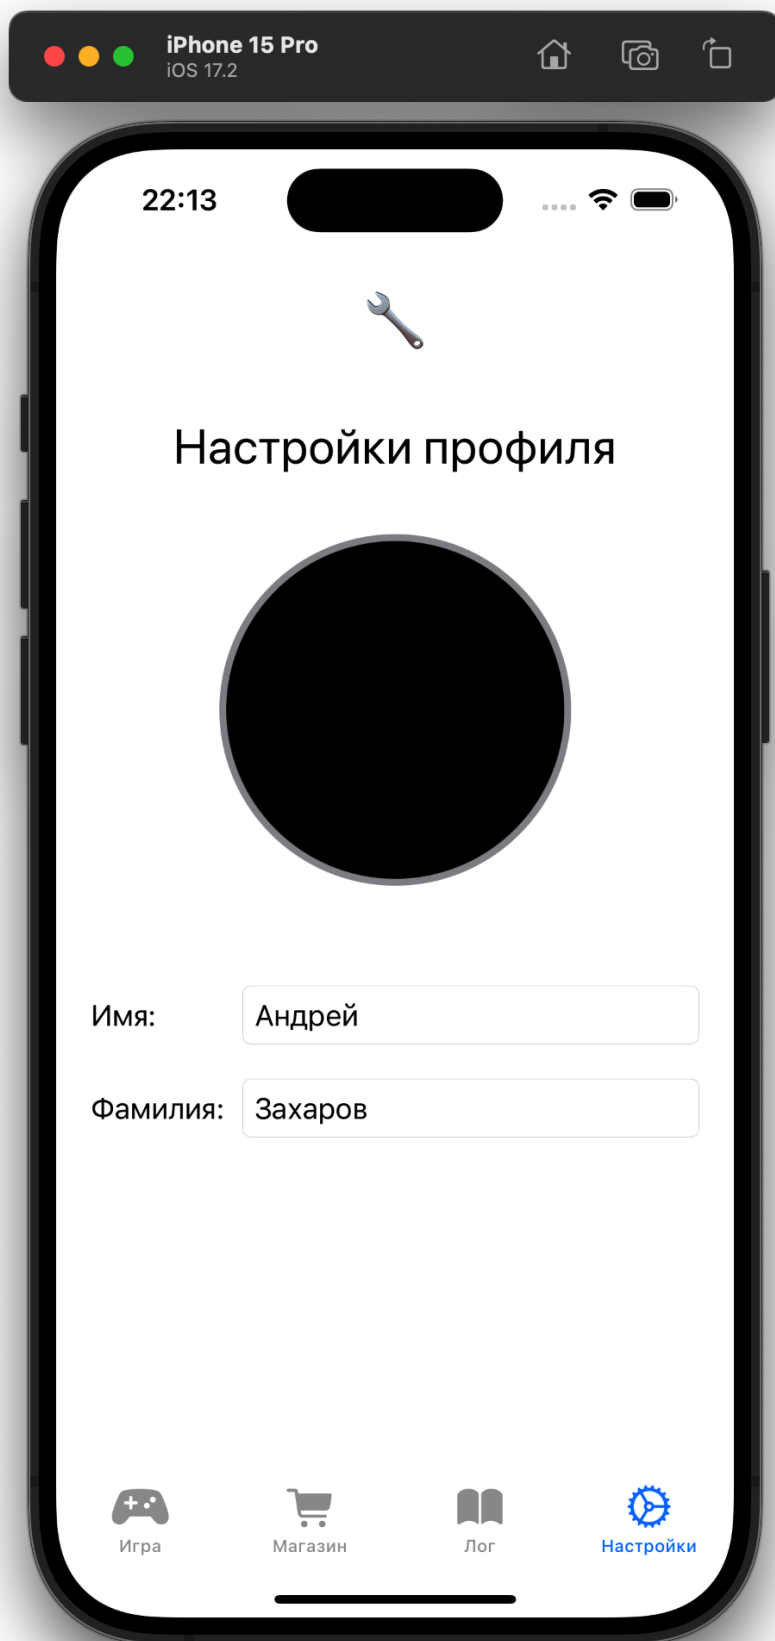 iPhone 15 Pro
iOS 17.2
22:13
Настройки профиля
Имя: Андрей
Фамилия: Захаров
Игра Магазин Лог Настройки